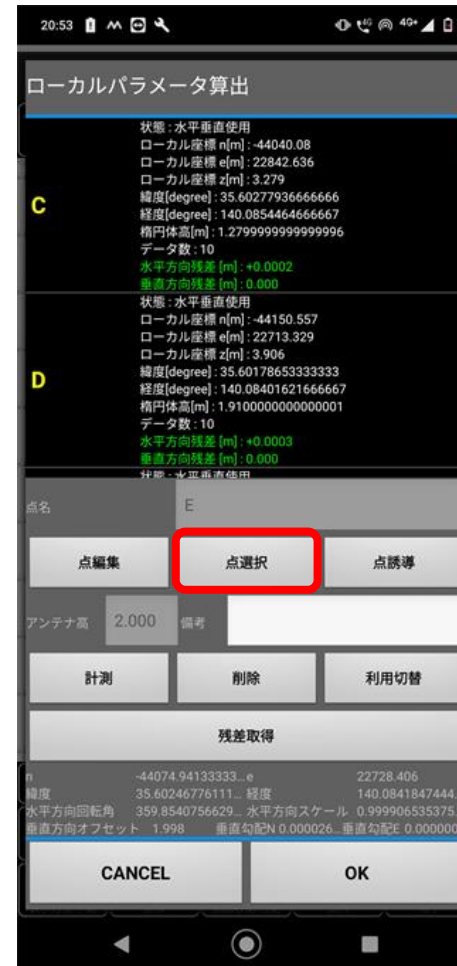 20:53
4G
4G+
ローカルパラメータ算出
C
状態 : 水平垂直使用
ローカル座標 n[m] : -44040.08
ローカル座標 e[m] : 22842.636
ローカル座標 z[m] : 3.279
緯度[degree] : 35.60277936666666
経度[degree] : 140.0854464666667
楕円体高[m] : 1.2799999999999996
データ数 : 10
水平方向残差 [m] : +0.0002
垂直方向残差 [m] : 0.000
D
状態 : 水平垂直使用
ローカル座標 n[m] : -44150.557
ローカル座標 e[m] : 22713.329
ローカル座標 z[m] : 3.906
緯度[degree] : 35.60178653333333
経度[degree] : 140.08401621666667
楕円体高[m] : 1.9100000000000001
データ数 : 10
水平方向残差 [m] : +0.0003
垂直方向残差 [m] : 0.000
状態 : 水平垂直使用
点名 E
点編集 点選択 点誘導
アンテナ高 2.000 備考
計測 削除 利用切替
残差取得
n -44074.94133333... e 22728.406
緯度 35.60246776111... 経度 140.0841847444...
水平方向回転角 359.8540756629... 水平方向スケール 0.999906535375...
垂直方向オフセット 1.998 垂直勾配N 0.000026... 垂直勾配E 0.000000
CANCEL OK